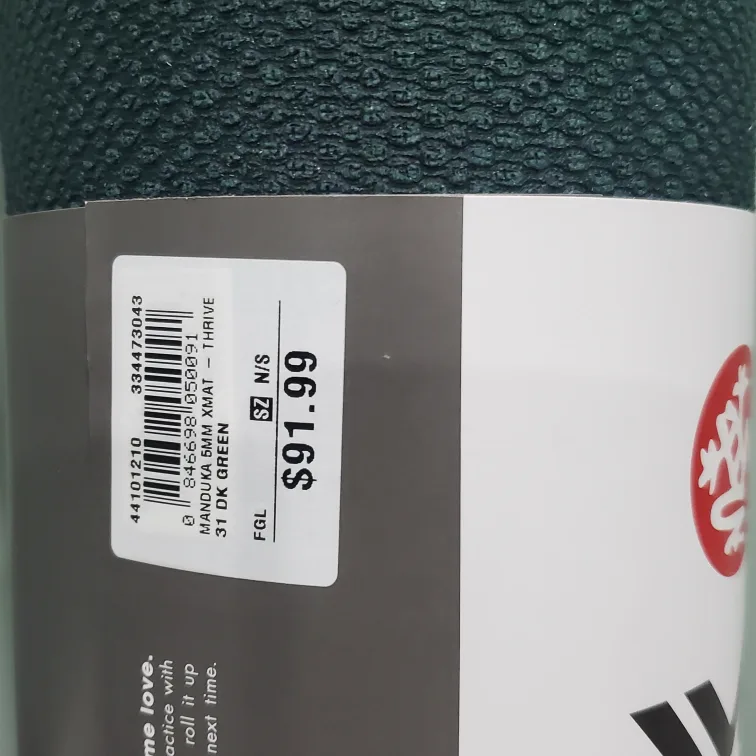 44101210 334473043
0 846698 050091
MANDUKA 5MM XMAT - THRIVE
31 DK GREEN
FGL SZ N/S
$91.99
me love.
actice with
roll it up
next time.